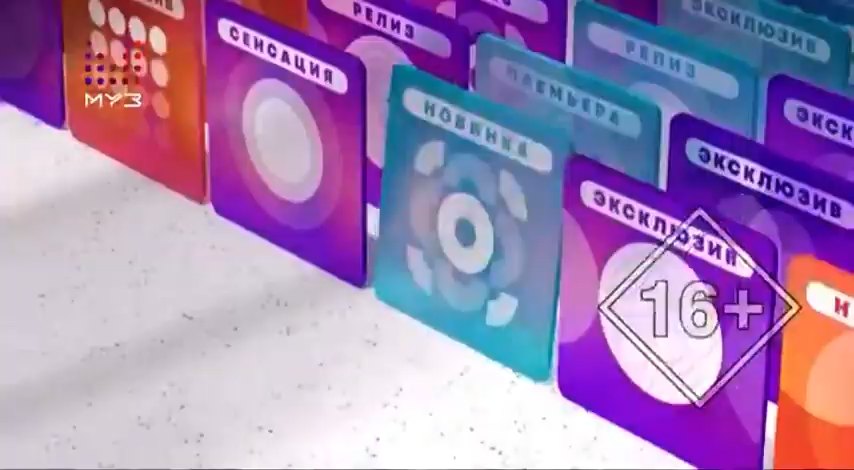 РЕЛИЗ
ЭКСКЛЮЗИВ
СЕНСАЦИЯ
РЕЛИЗ
МУЗ
ПРЕМЬЕРА
НОВИНКА
ЭКСКЛЮЗИВ
ЭКСКЛЮЗИВ
16+